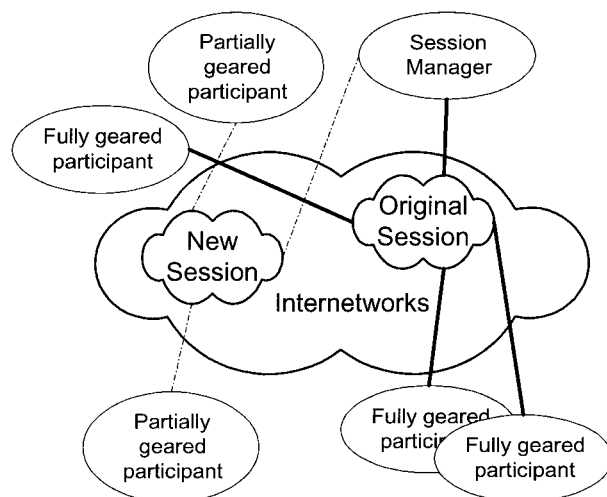 Partially
geared
participant
Session
Manager
Fully geared
participant
Original
Session
New
Session
Internetworks
Partially
geared
participant
Fully geared
Fully geared
participant